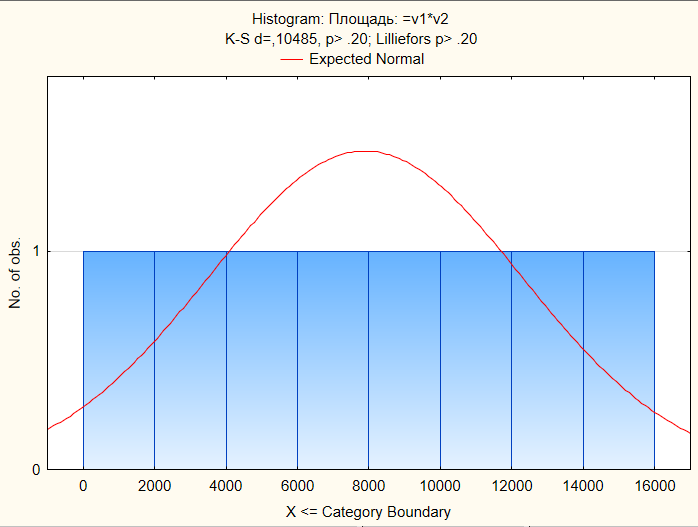 Histogram: Площадь: =v1*v2
K-S d=,10485, p> .20; Lilliefors p> .20
Expected Normal
No. of obs.
1
0
0 2000 4000 6000 8000 10000 12000 14000 16000
X <= Category Boundary